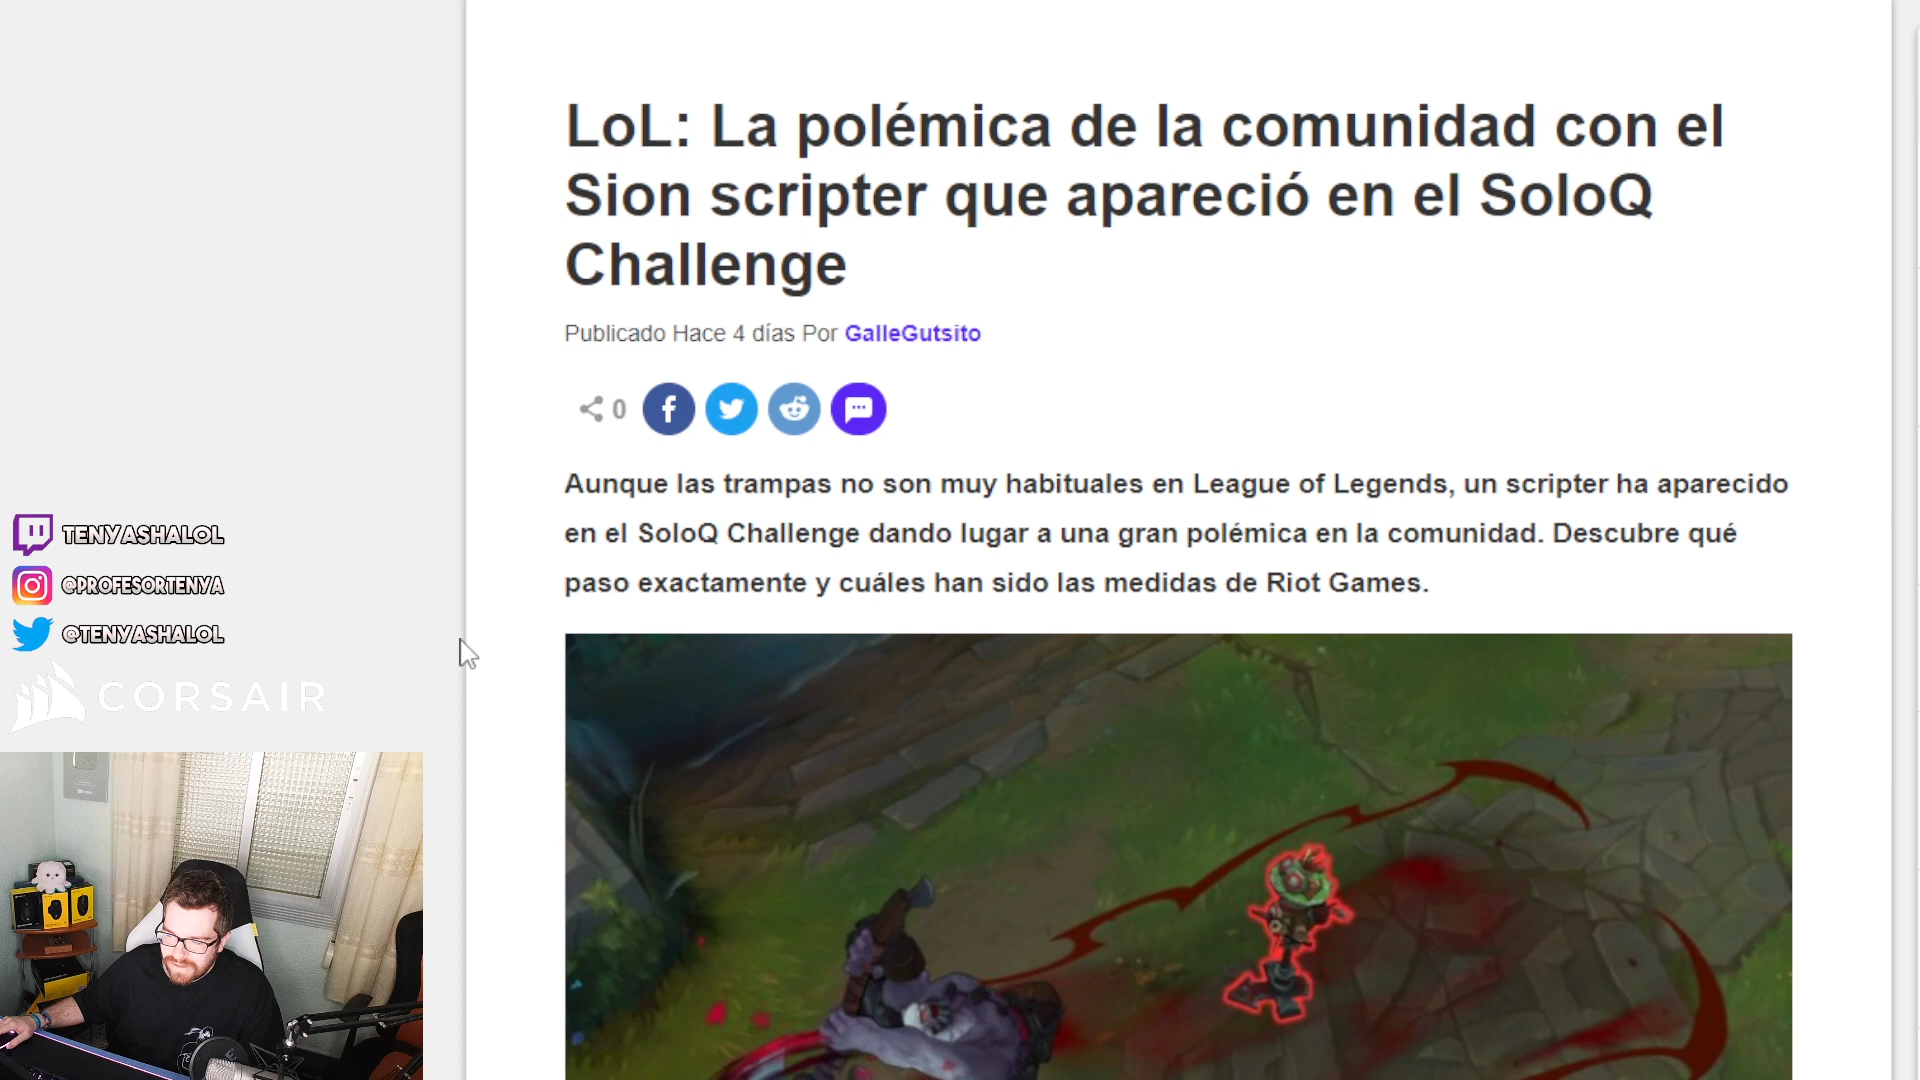 LoL: La polémica de la comunidad con el
Sion scripter que apareció en el SoloQ
Challenge
Publicado Hace 4 días Por GalleGutsito
0
Aunque las trampas no son muy habituales en League of Legends, un scripter ha aparecido
en el SoloQ Challenge dando lugar a una gran polémica en la comunidad. Descubre qué
paso exactamente y cuáles han sido las medidas de Riot Games.
TENYASHALOL
@PROFESORTENYA
@TENYASHALOL
CORSAIR